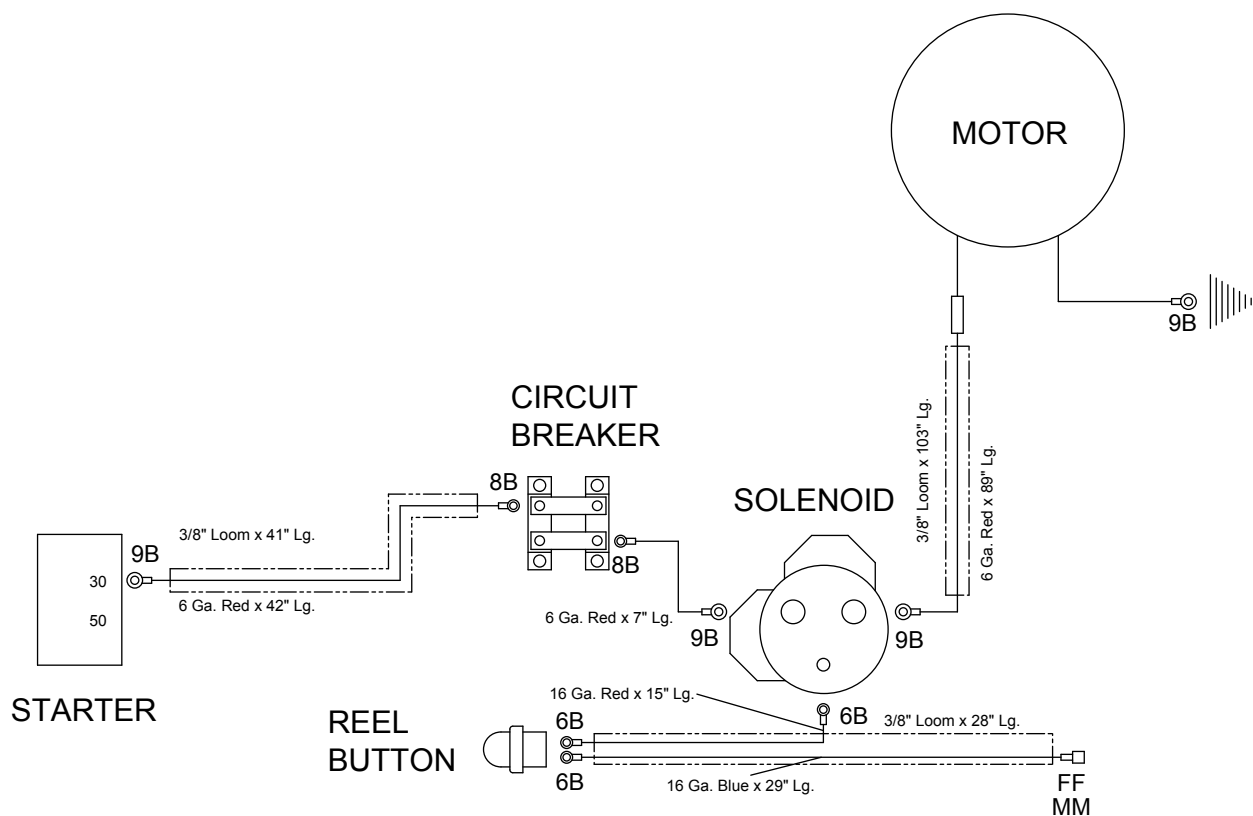 MOTOR
9B
3/8" Loom x 103" Lg.
6 Ga. Red x 89" Lg.
CIRCUIT
BREAKER
8B
8B
SOLENOID
3/8" Loom x 41" Lg.
9B
30
50
6 Ga. Red x 42" Lg.
STARTER
6 Ga. Red x 7" Lg.
9B
9B
16 Ga. Red x 15" Lg.
6B
3/8" Loom x 28" Lg.
REEL
BUTTON
6B
6B
16 Ga. Blue x 29" Lg.
FF
MM